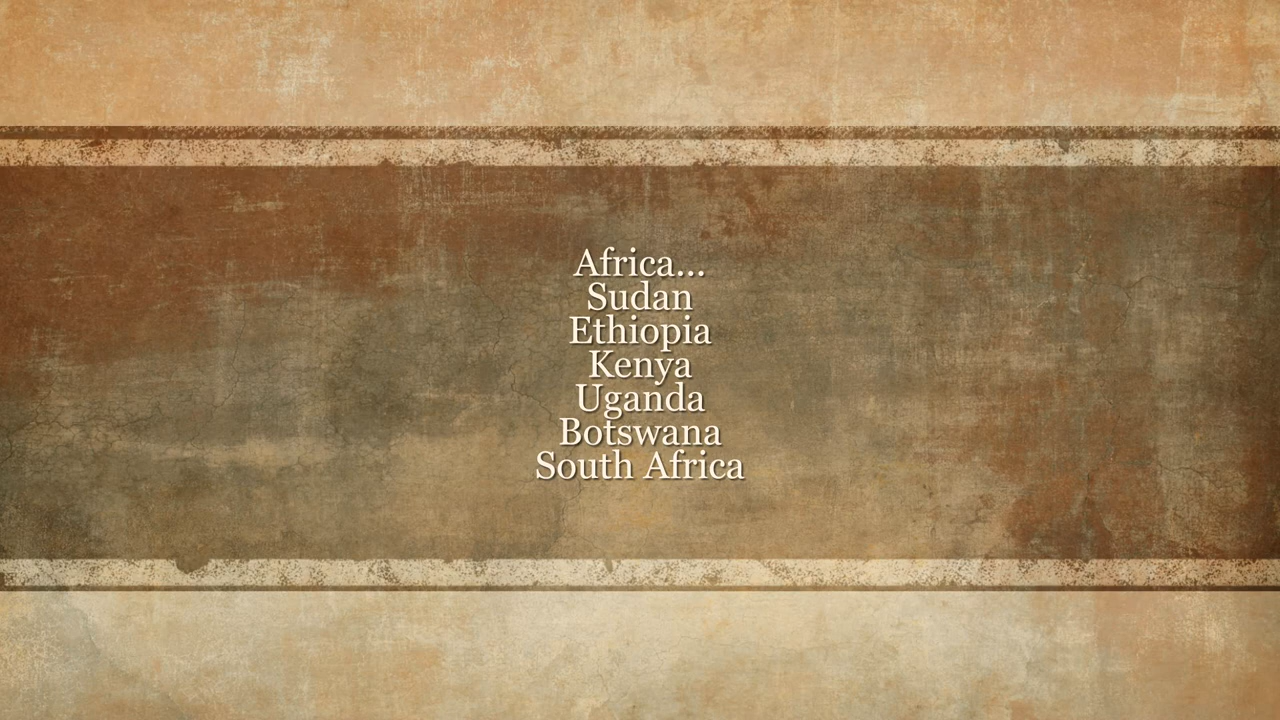 Africa...
Sudan
Ethiopia
Kenya
Uganda
Botswana
South Africa